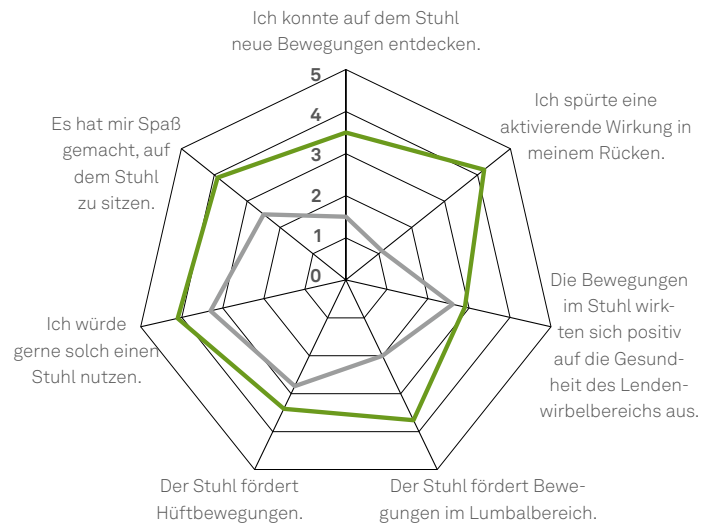 Ich konnte auf dem Stuhl
neue Bewegungen entdecken.
5
4
3
2
1
0
Ich spürte eine
aktivierende Wirkung in
meinem Rücken.
Die Bewegungen
im Stuhl wirk-
ten sich positiv
auf die Gesund-
heit des Lenden-
wirbelbereichs aus.
Der Stuhl fördert Bewe-
gungen im Lumbalbereich.
Der Stuhl fördert
Hüftbewegungen.
Ich würde
gerne solch einen
Stuhl nutzen.
Es hat mir Spaß
gemacht, auf
dem Stuhl
zu sitzen.